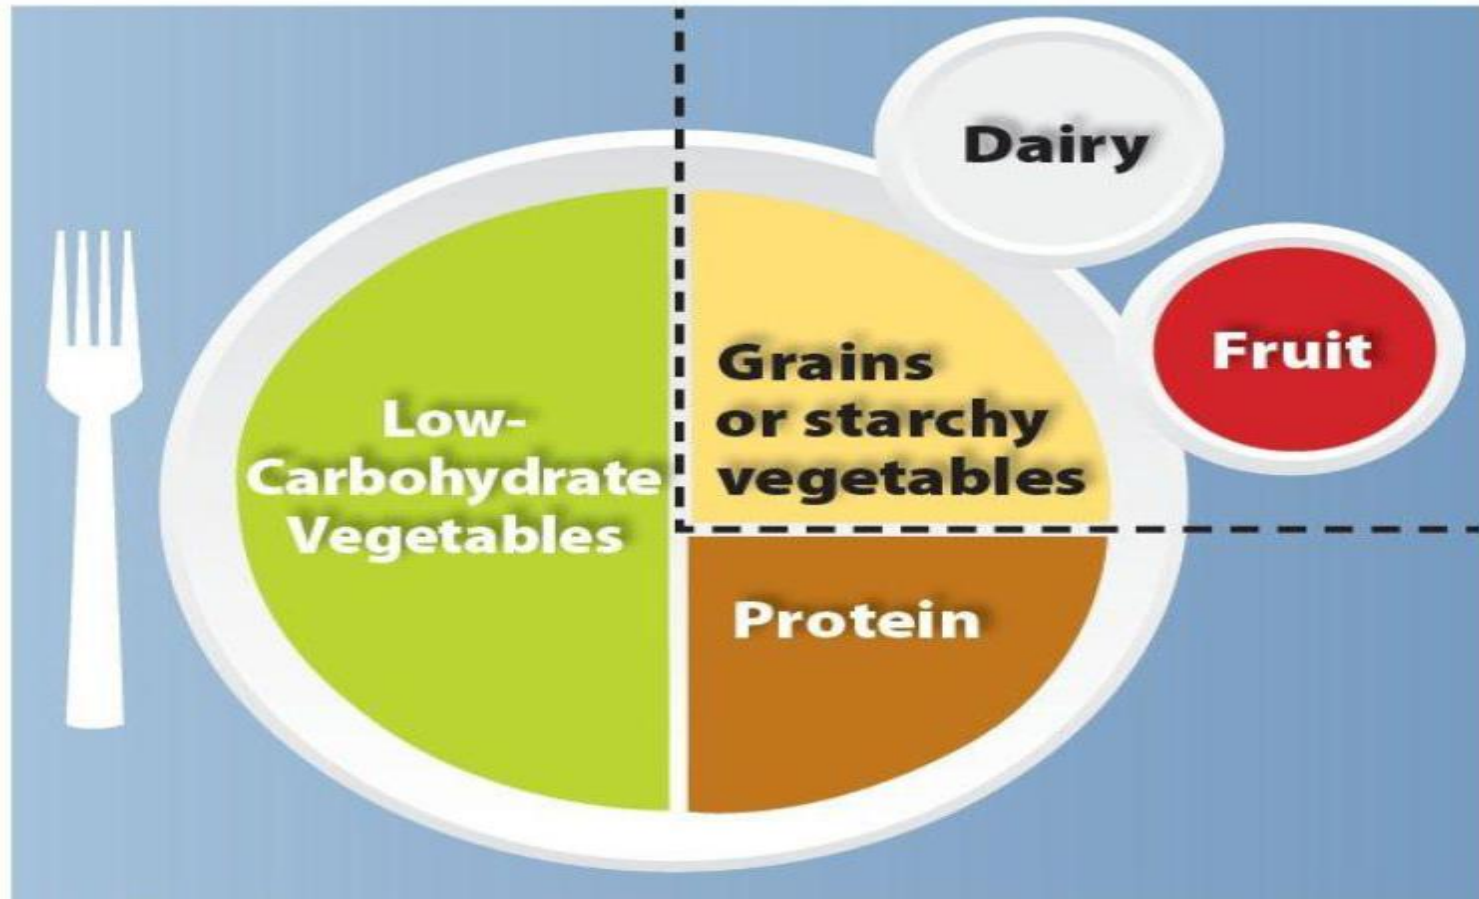 Dairy
Fruit
Grains
or starchy
vegetables
Low-
Carbohydrate
Vegetables
Protein